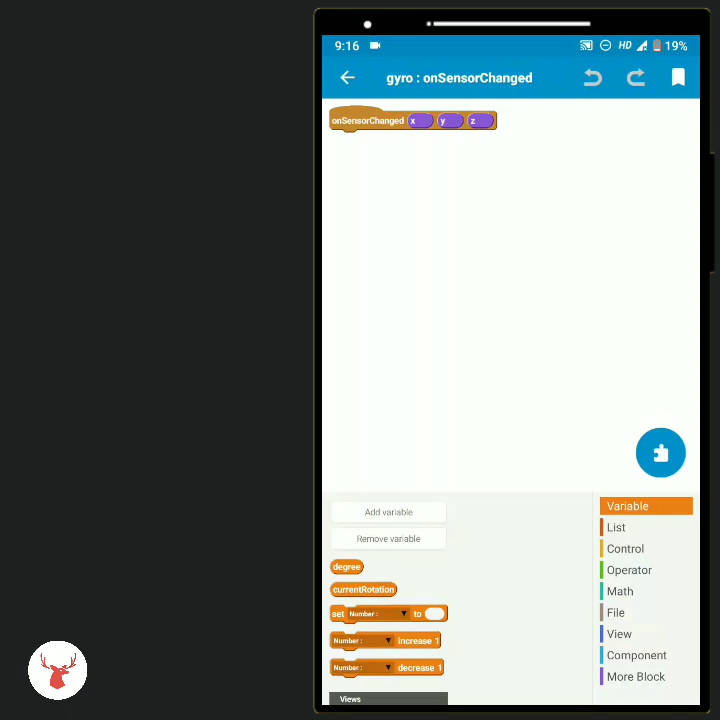 9:16 HD 19%
gyro : onSensorChanged
onSensorChanged x y z
Add variable
Remove variable
degree
currentRotation
set Number : to
Number : increase 1
Number : decrease 1
Views
Variable
List
Control
Operator
Math
File
View
Component
More Block